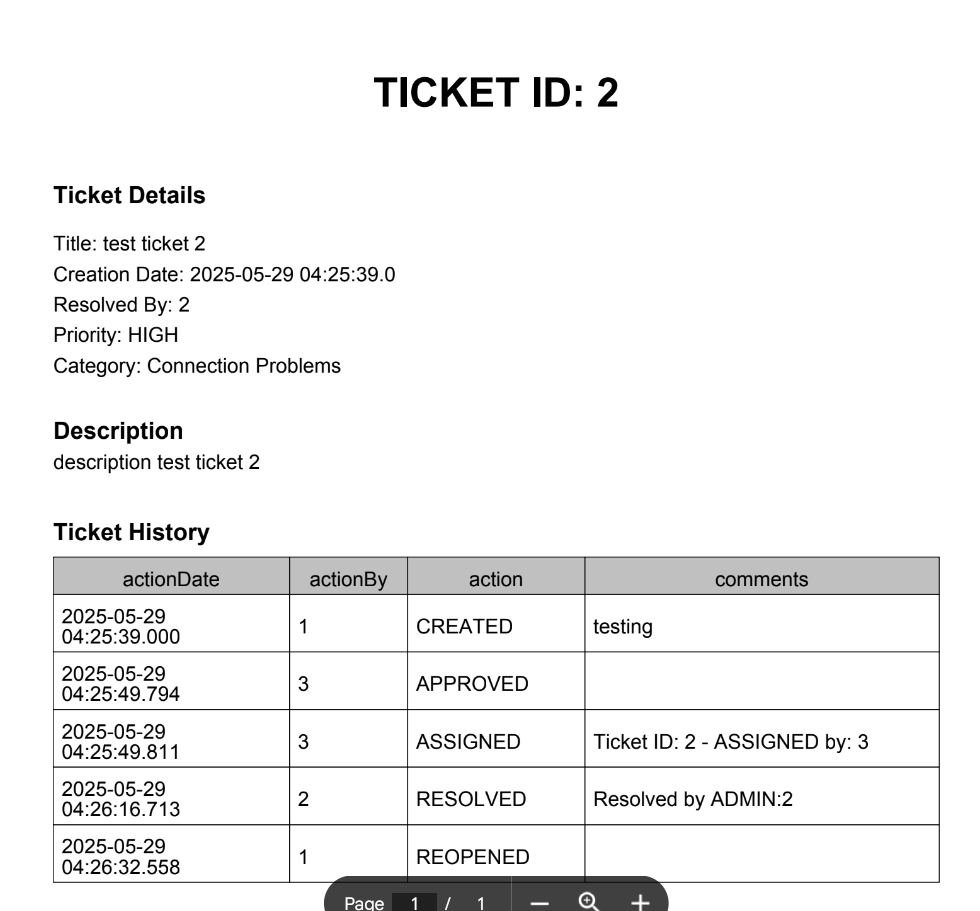 TICKET ID: 2
Ticket Details
Title: test ticket 2
Creation Date: 2025-05-29 04:25:39.0
Resolved By: 2
Priority: HIGH
Category: Connection Problems
Description
description test ticket 2
Ticket History
actionDate actionBy action comments
2025-05-29
04:25:39.000 1 CREATED testing
2025-05-29
04:25:49.794 3 APPROVED
2025-05-29
04:25:49.811 3 ASSIGNED Ticket ID: 2 - ASSIGNED by: 3
2025-05-29
04:26:16.713 2 RESOLVED Resolved by ADMIN:2
2025-05-29
04:26:32.558 1 REOPENED
Page 1 / 1